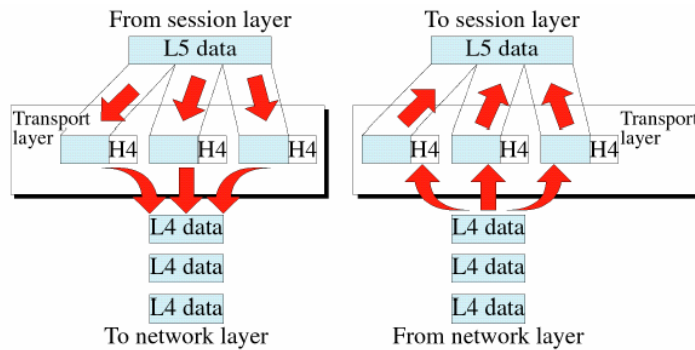 From session layer
L5 data
Transport
layer
H4
H4
H4
L4 data
L4 data
L4 data
To network layer
To session layer
L5 data
Transport
layer
H4
H4
H4
L4 data
L4 data
L4 data
From network layer